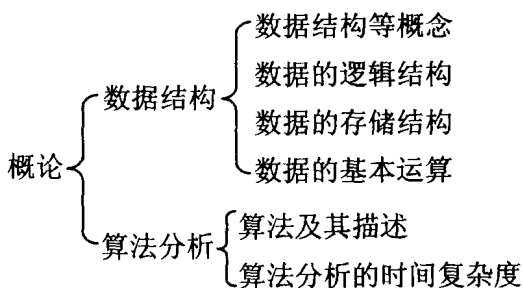 概论
数据结构
数据结构等概念
数据的逻辑结构
数据的存储结构
数据的基本运算
算法分析
算法及其描述
算法分析的时间复杂度